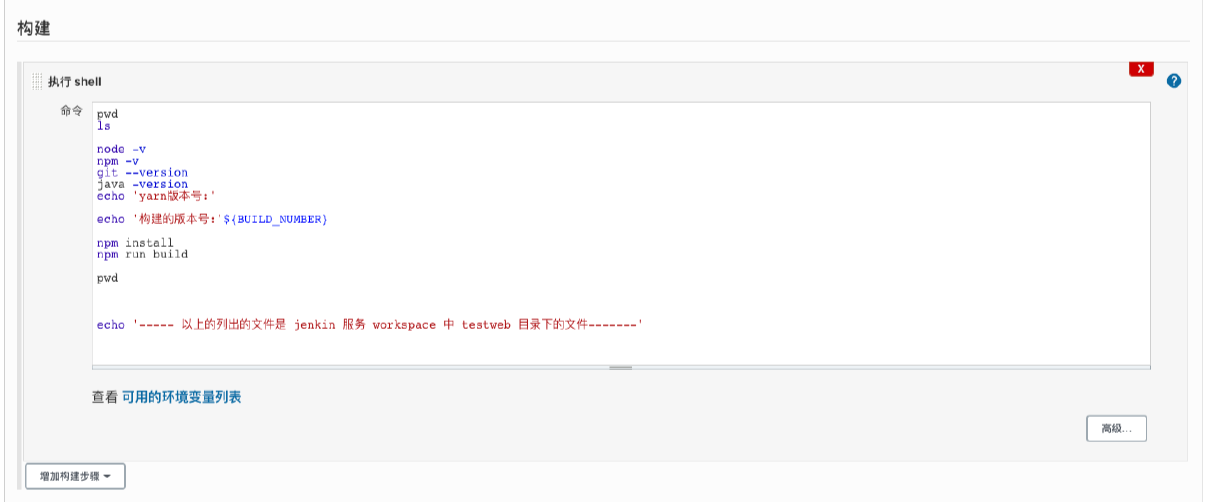 构建
执行 shell
X
?
命令
pwd
ls
node -v
npm -v
git --version
java -version
echo 'yarn版本号:'
echo '构建的版本号:'${BUILD_NUMBER}
npm install
npm run build
pwd
echo '----- 以上的列出的文件是 jenkin 服务 workspace 中 testweb 目录下的文件-------'
查看 可用的环境变量列表
高级...
增加构建步骤